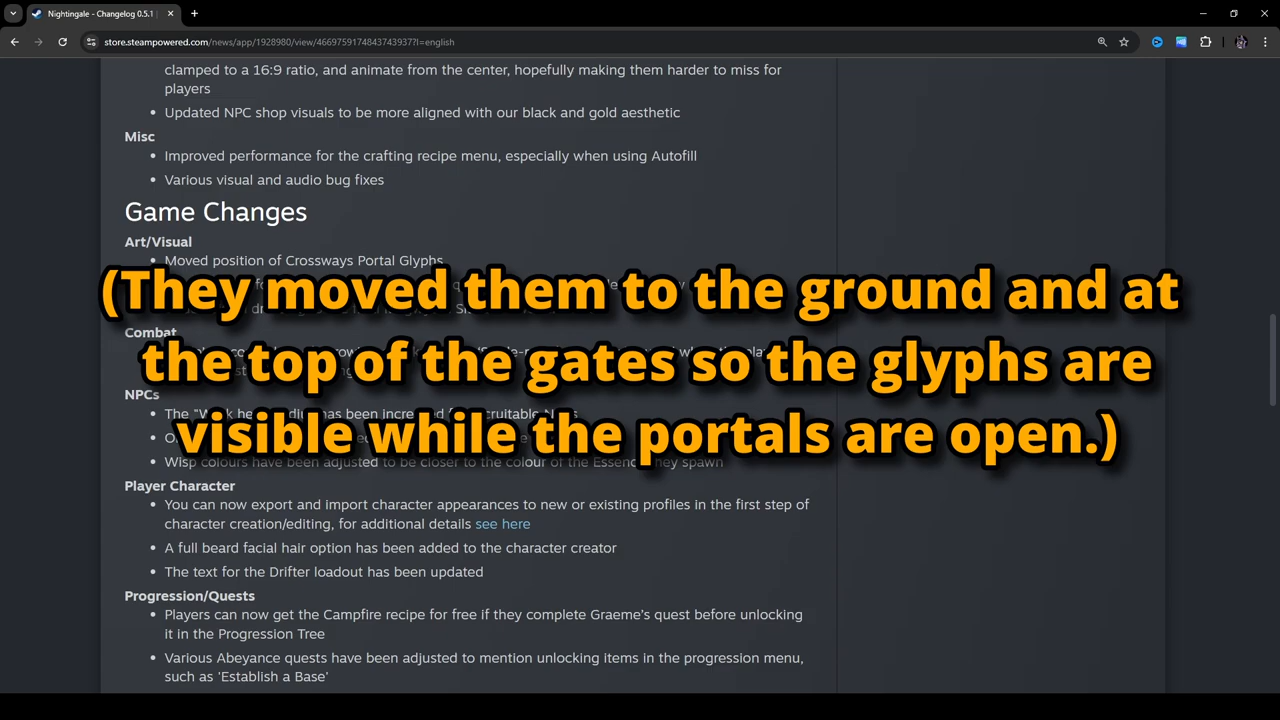 Nightingale - Changelog 0.5.1 |
store.steampowered.com/news/app/1928980/view/466975917484374393?l=english
clamped to a 16:9 ratio, and animate from the center, hopefully making them harder to miss for
players
• Updated NPC shop visuals to be more aligned with our black and gold aesthetic
Misc
• Improved performance for the crafting recipe menu, especially when using Autofill
• Various visual and audio bug fixes
Game Changes
Art/Visual
• Moved position of Crossways Portal Glyphs
(They moved them to the ground and at
the top of the gates so the glyphs are
visible while the portals are open.)
Combat
NPCs
• The "W has been incre
• Wisp colours have been adjusted to be closer to the colour of the Essence they spawn
Player Character
• You can now export and import character appearances to new or existing profiles in the first step of
character creation/editing, for additional details see here
• A full beard facial hair option has been added to the character creator
• The text for the Drifter loadout has been updated
Progression/Quests
• Players can now get the Campfire recipe for free if they complete Graeme's quest before unlocking
it in the Progression Tree
• Various Abeyance quests have been adjusted to mention unlocking items in the progression menu,
such as 'Establish a Base'